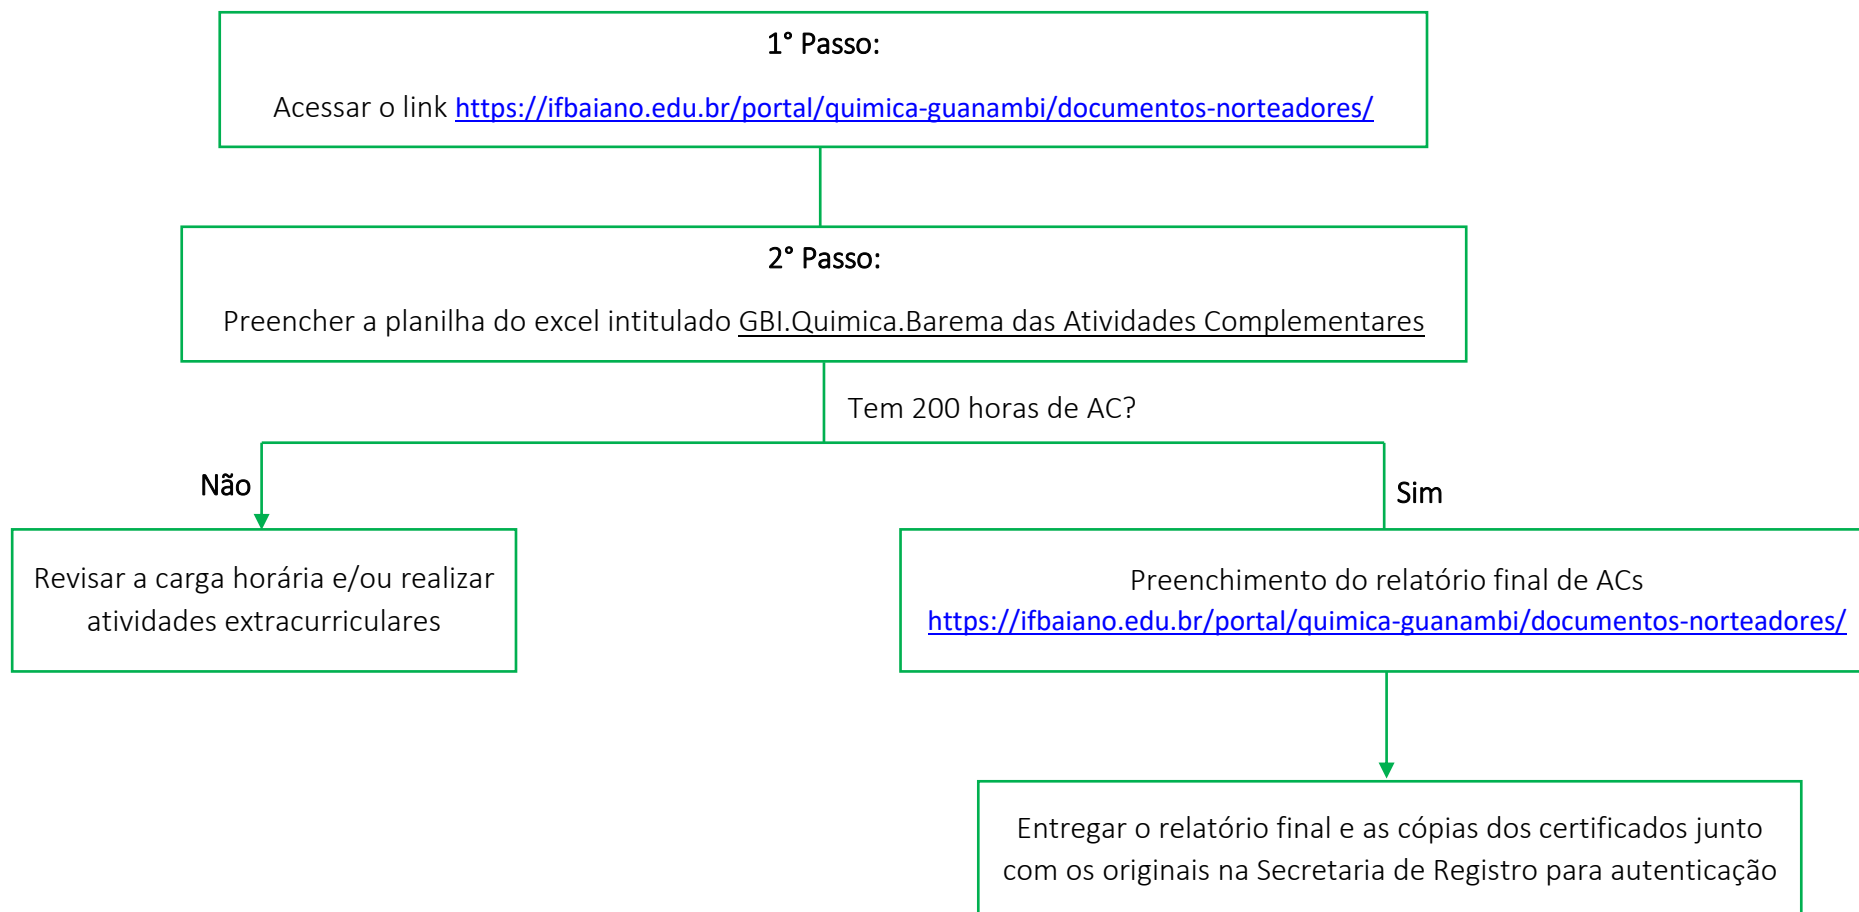 1° Passo:
Acessar o link https://ifbaiano.edu.br/portal/quimica-guanambi/documentos-norteadores/
2° Passo:
Preencher a planilha do excel intitulado GBI.Quimica.Barema das Atividades Complementares
Tem 200 horas de AC?
Não
Sim
Revisar a carga horária e/ou realizar
atividades extracurriculares
Preenchimento do relatório final de ACs
https://ifbaiano.edu.br/portal/quimica-guanambi/documentos-norteadores/
Entregar o relatório final e as cópias dos certificados junto
com os originais na Secretaria de Registro para autenticação